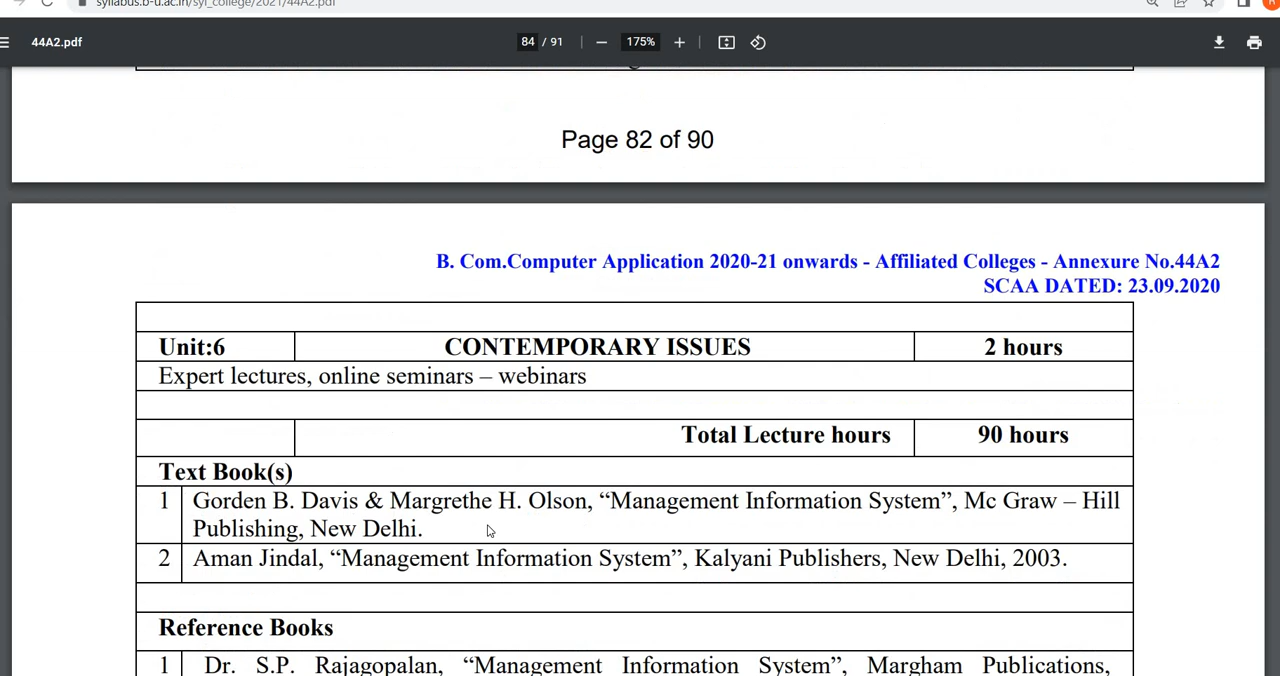 syllabus.b-u.ac.in/syl_college/2021/44A2.pdf
44A2.pdf
84 / 91
175%
Page 82 of 90
B. Com.Computer Application 2020-21 onwards - Affiliated Colleges - Annexure No.44A2
SCAA DATED: 23.09.2020
Unit:6 CONTEMPORARY ISSUES 2 hours
Expert lectures, online seminars – webinars
Total Lecture hours 90 hours
Text Book(s)
1 Gorden B. Davis & Margrethe H. Olson, “Management Information System”, Mc Graw – Hill
Publishing, New Delhi.
2 Aman Jindal, “Management Information System”, Kalyani Publishers, New Delhi, 2003.
Reference Books
1 Dr. S.P. Rajagopalan, “Management Information System”, Margham Publications,